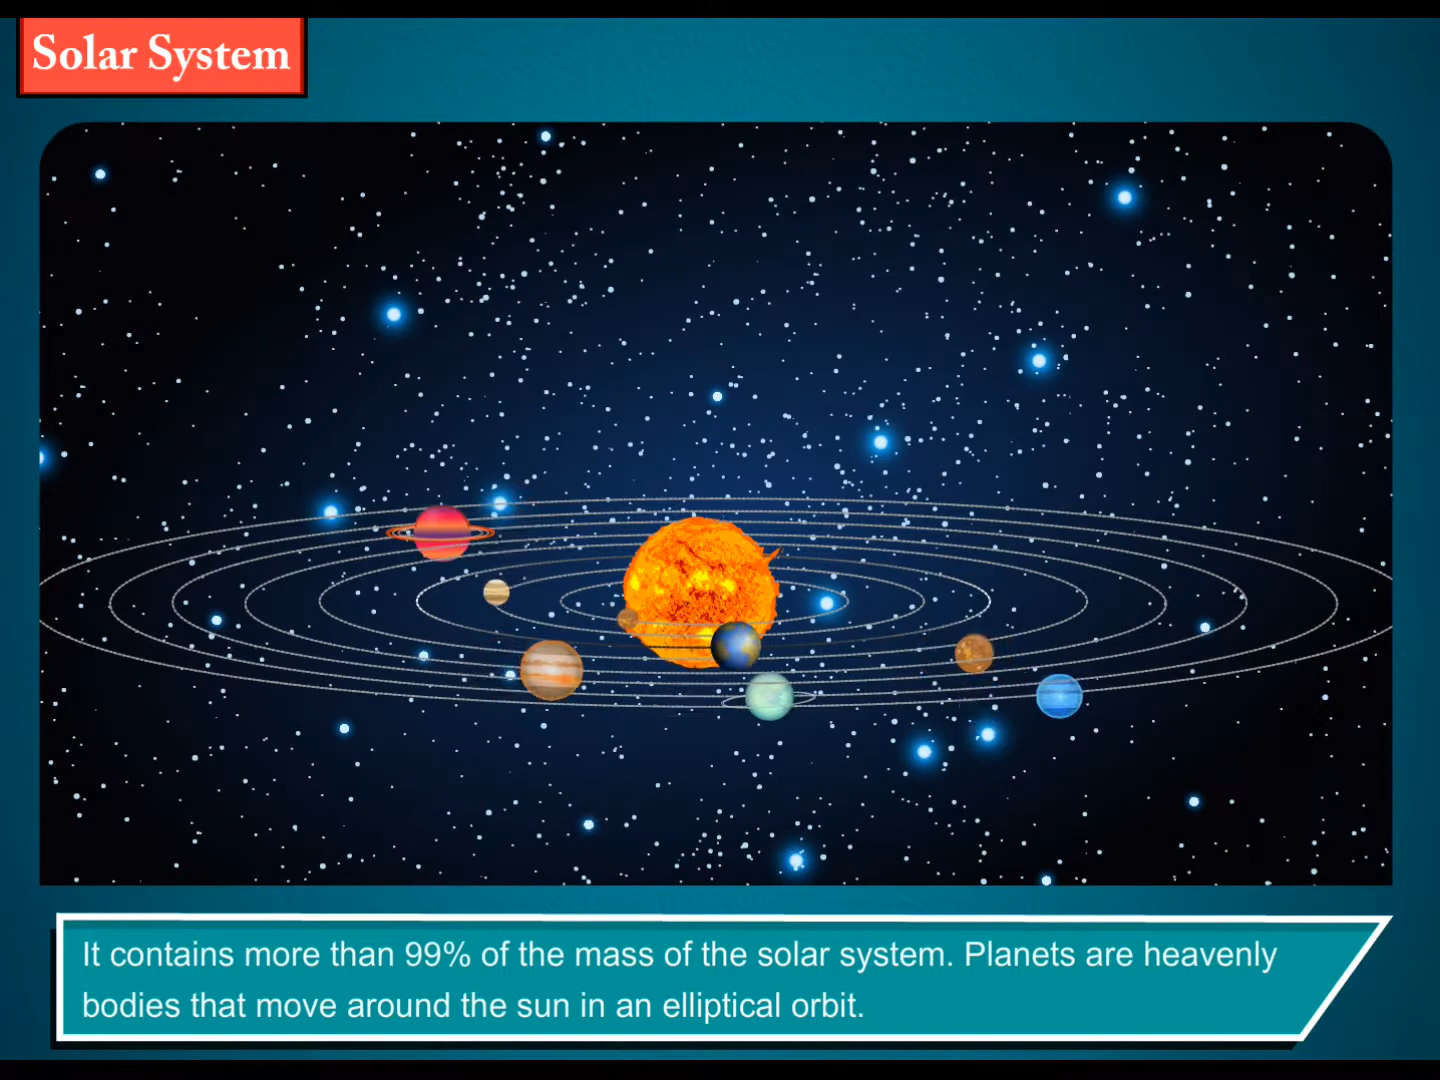 Solar System
It contains more than 99% of the mass of the solar system. Planets are heavenly
bodies that move around the sun in an elliptical orbit.